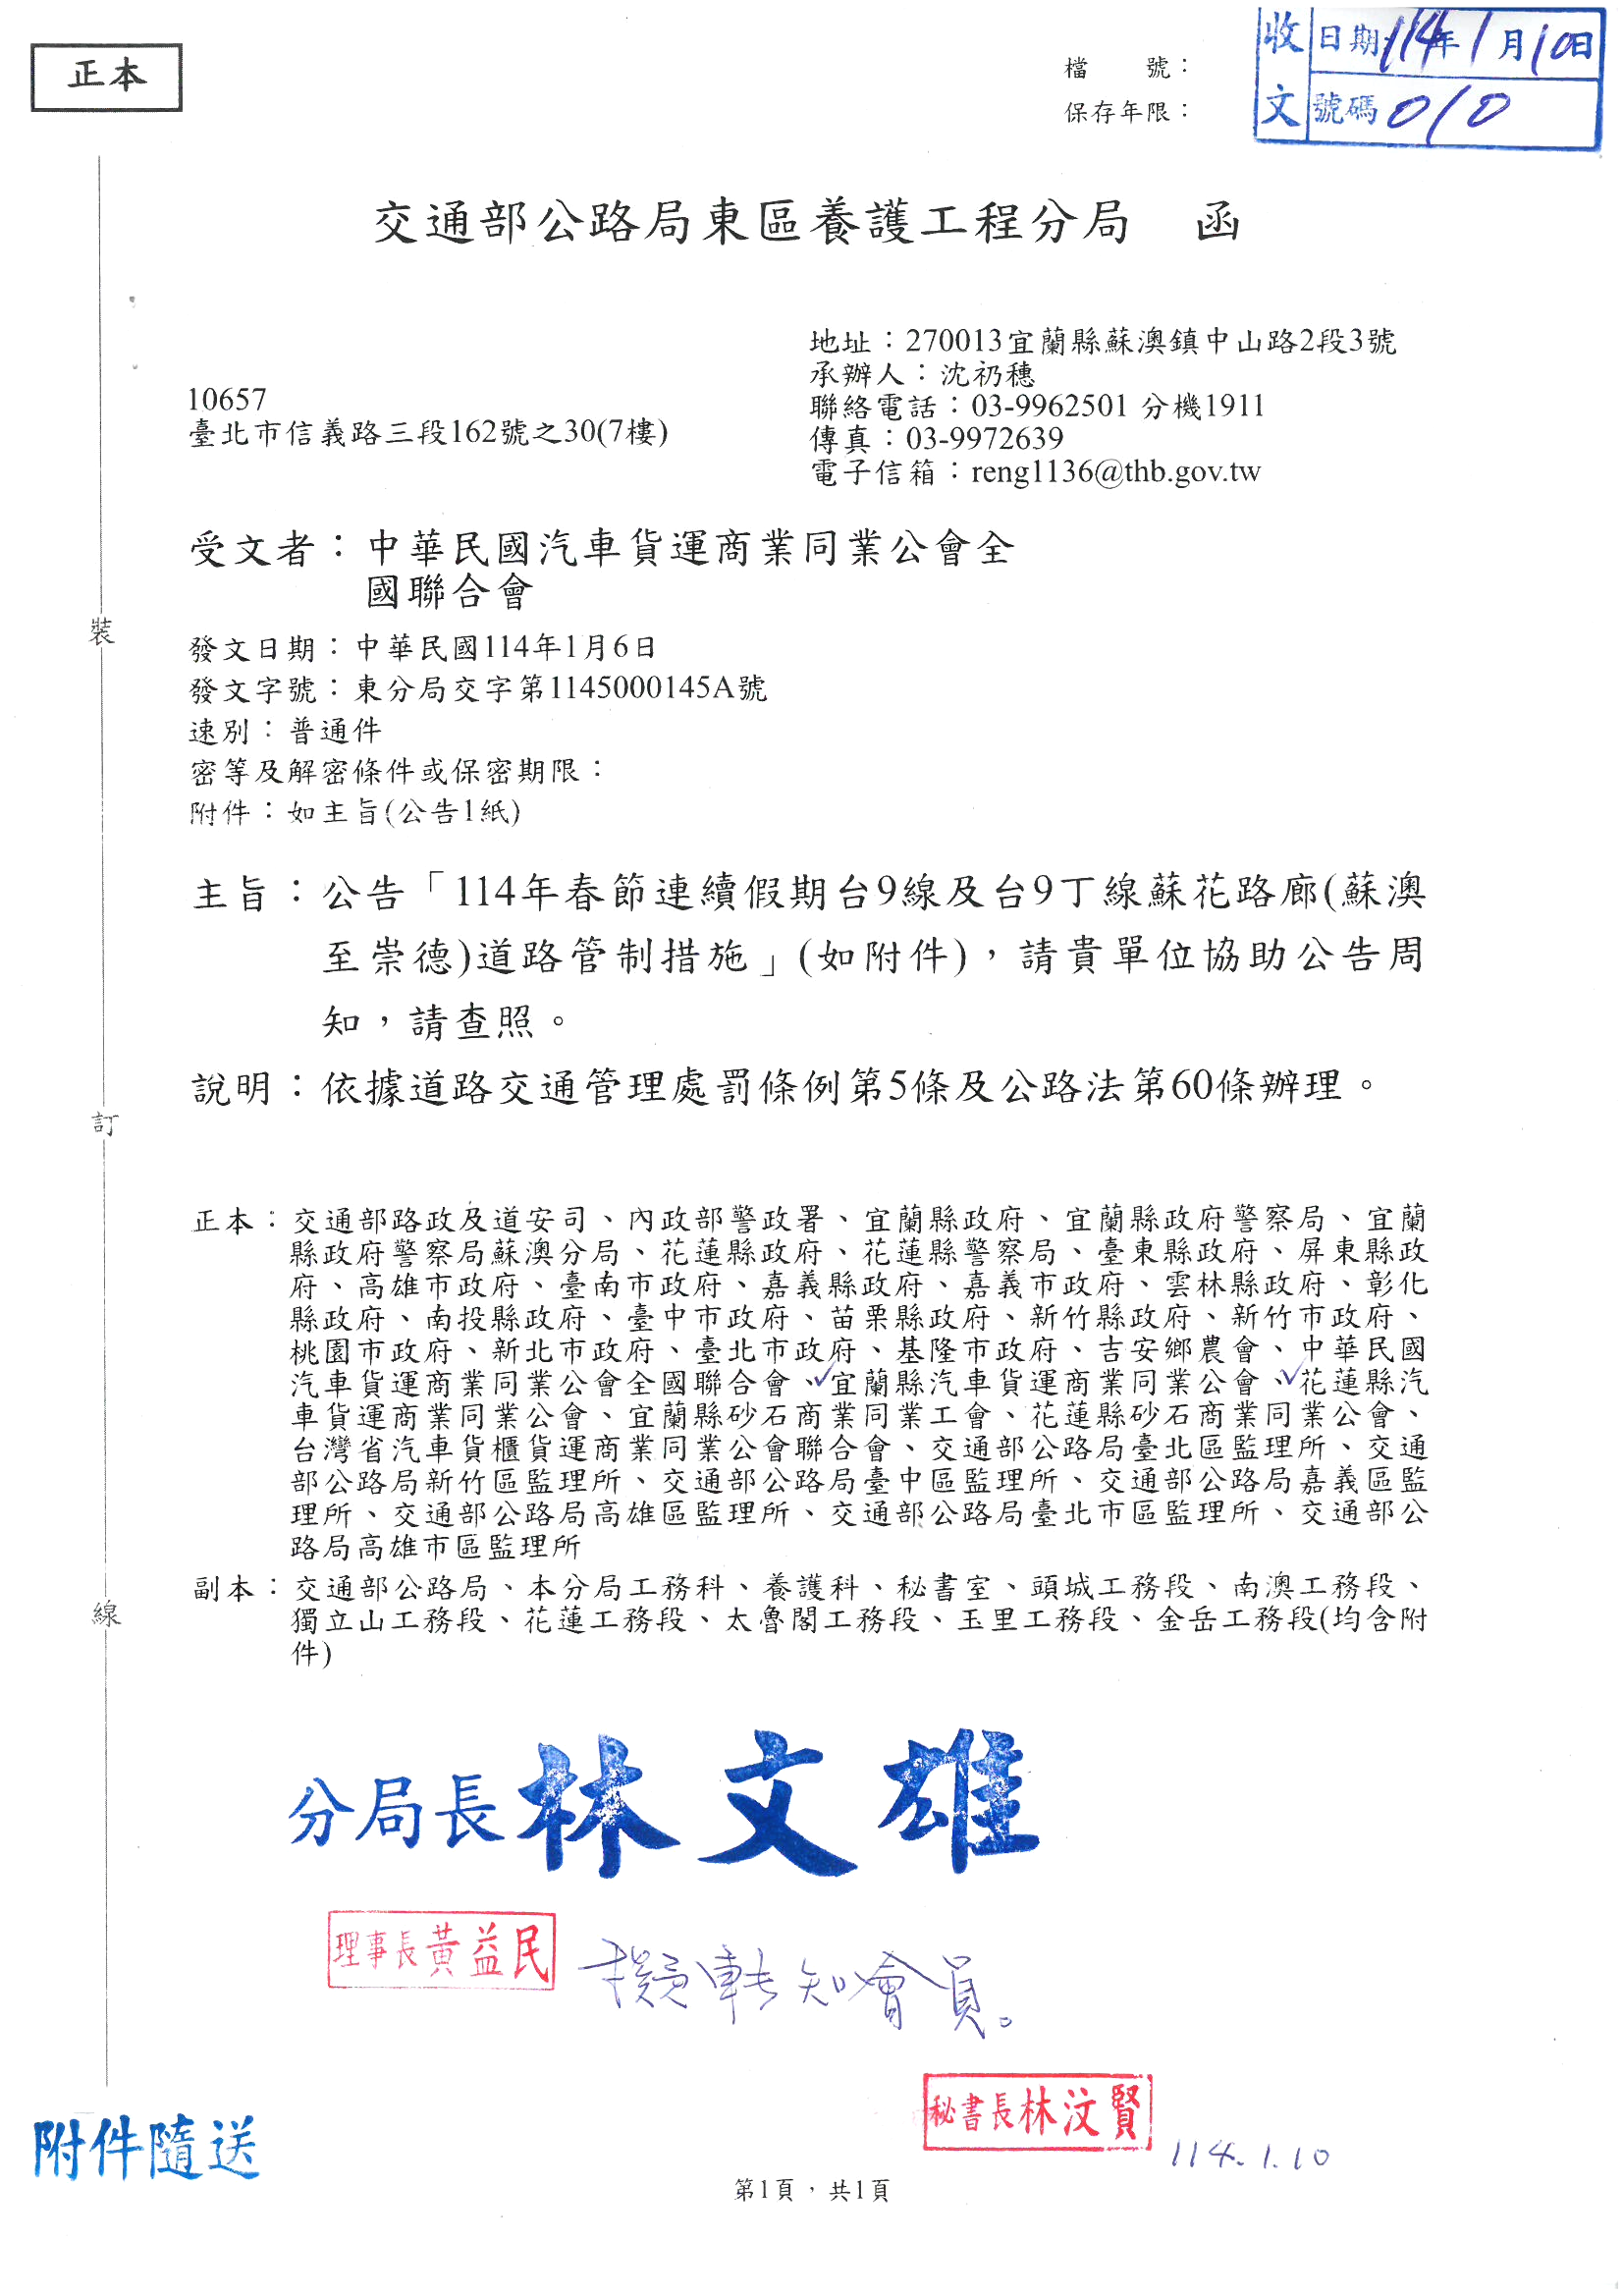 正本
檔　　號：
保存年限：
收文 日期 114年1月10日
號碼 010
交通部公路局東區養護工程分局　函
地址：270013宜蘭縣蘇澳鎮中山路2段3號
承辦人：沈礽穗
聯絡電話：03-9962501 分機1911
傳真：03-9972639
電子信箱：reng1136@thb.gov.tw
10657
臺北市信義路三段162號之30(7樓)
受文者：中華民國汽車貨運商業同業公會全
國聯合會
發文日期：中華民國114年1月6日
發文字號：東分局交字第1145000145A號
速別：普通件
密等及解密條件或保密期限：
附件：如主旨(公告1紙)
主旨：公告「114年春節連續假期台9線及台9丁線蘇花路廊(蘇澳
至崇德)道路管制措施」(如附件)，請貴單位協助公告周
知，請查照。
說明：依據道路交通管理處罰條例第5條及公路法第60條辦理。
正本：交通部路政及道安司、內政部警政署、宜蘭縣政府、宜蘭縣政府警察局、宜蘭
縣政府警察局蘇澳分局、花蓮縣政府、花蓮縣警察局、臺東縣政府、屏東縣政
府、高雄市政府、臺南市政府、嘉義縣政府、嘉義市政府、雲林縣政府、彰化
縣政府、南投縣政府、臺中市政府、苗栗縣政府、新竹縣政府、新竹市政府、
桃園市政府、新北市政府、臺北市政府、基隆市政府、吉安鄉農會、中華民國
汽車貨運商業同業公會全國聯合會、✓宜蘭縣汽車貨運商業同業公會、✓花蓮縣汽
車貨運商業同業公會、宜蘭縣砂石商業同業工會、花蓮縣砂石商業同業公會、
台灣省汽車貨櫃貨運商業同業公會聯合會、交通部公路局臺北區監理所、交通
部公路局新竹區監理所、交通部公路局臺中區監理所、交通部公路局嘉義區監
理所、交通部公路局高雄區監理所、交通部公路局臺北市區監理所、交通部公
路局高雄市區監理所
副本：交通部公路局、本分局工務科、養護科、秘書室、頭城工務段、南澳工務段、
獨立山工務段、花蓮工務段、太魯閣工務段、玉里工務段、金岳工務段(均含附
件)
裝
訂
線
分局長林文雄
理事長黃益民
擬轉知會員。
秘書長林汶賢
114.1.10
附件隨送
第1頁，共1頁